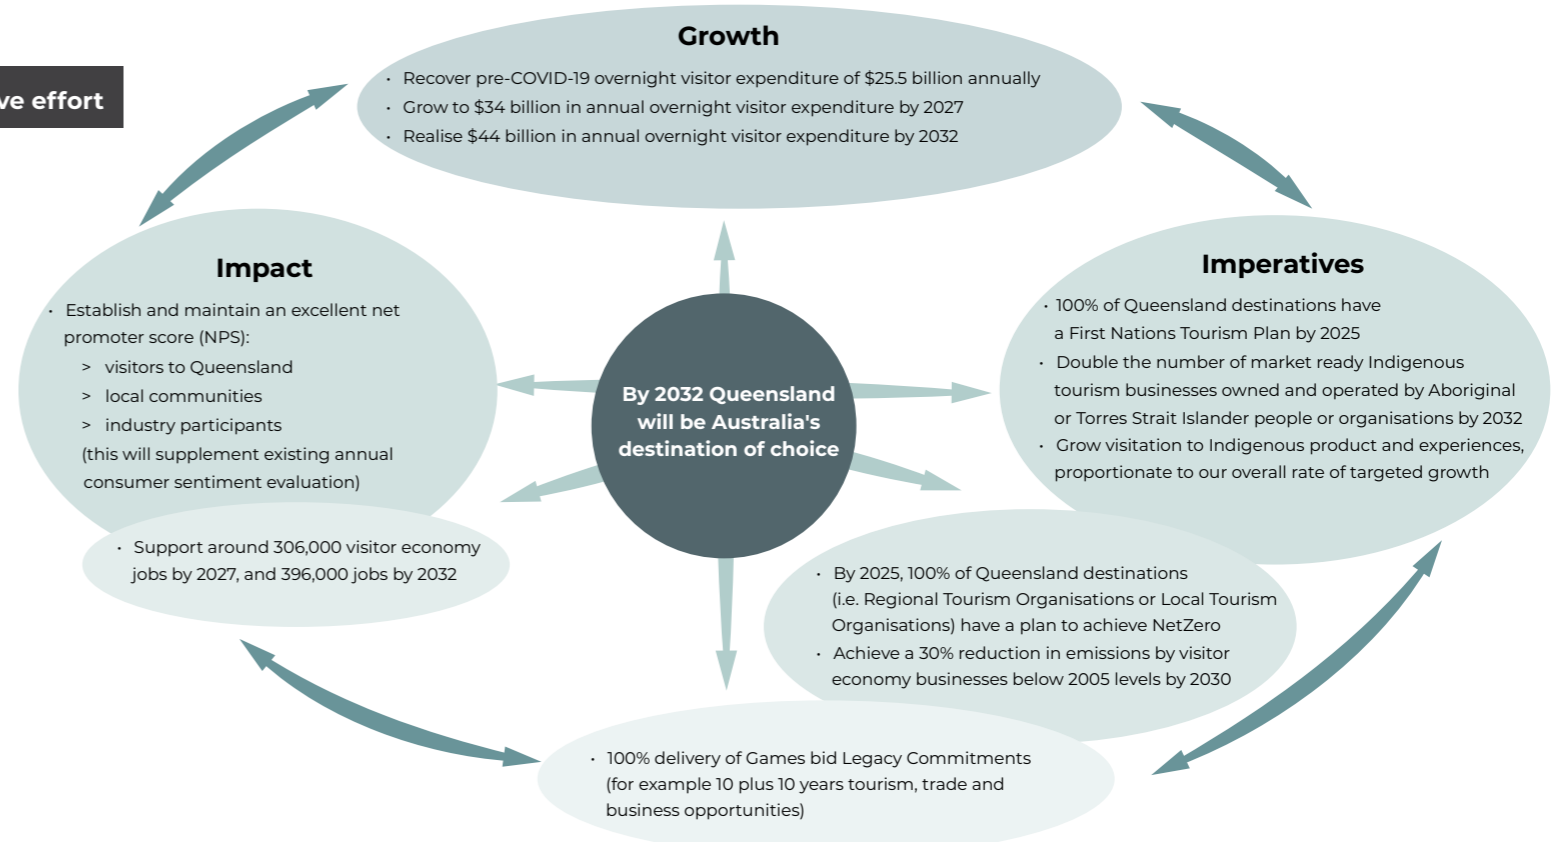 ve effort
Growth
· Recover pre-COVID-19 overnight visitor expenditure of $25.5 billion annually
· Grow to $34 billion in annual overnight visitor expenditure by 2027
· Realise $44 billion in annual overnight visitor expenditure by 2032
Impact
· Establish and maintain an excellent net
promoter score (NPS):
> visitors to Queensland
> local communities
> industry participants
(this will supplement existing annual
consumer sentiment evaluation)
· Support around 306,000 visitor economy
jobs by 2027, and 396,000 jobs by 2032
By 2032 Queensland
will be Australia's
destination of choice
Imperatives
· 100% of Queensland destinations have
a First Nations Tourism Plan by 2025
· Double the number of market ready Indigenous
tourism businesses owned and operated by Aboriginal
or Torres Strait Islander people or organisations by 2032
· Grow visitation to Indigenous product and experiences,
proportionate to our overall rate of targeted growth
· By 2025, 100% of Queensland destinations
(i.e. Regional Tourism Organisations or Local Tourism
Organisations) have a plan to achieve NetZero
· Achieve a 30% reduction in emissions by visitor
economy businesses below 2005 levels by 2030
· 100% delivery of Games bid Legacy Commitments
(for example 10 plus 10 years tourism, trade and
business opportunities)